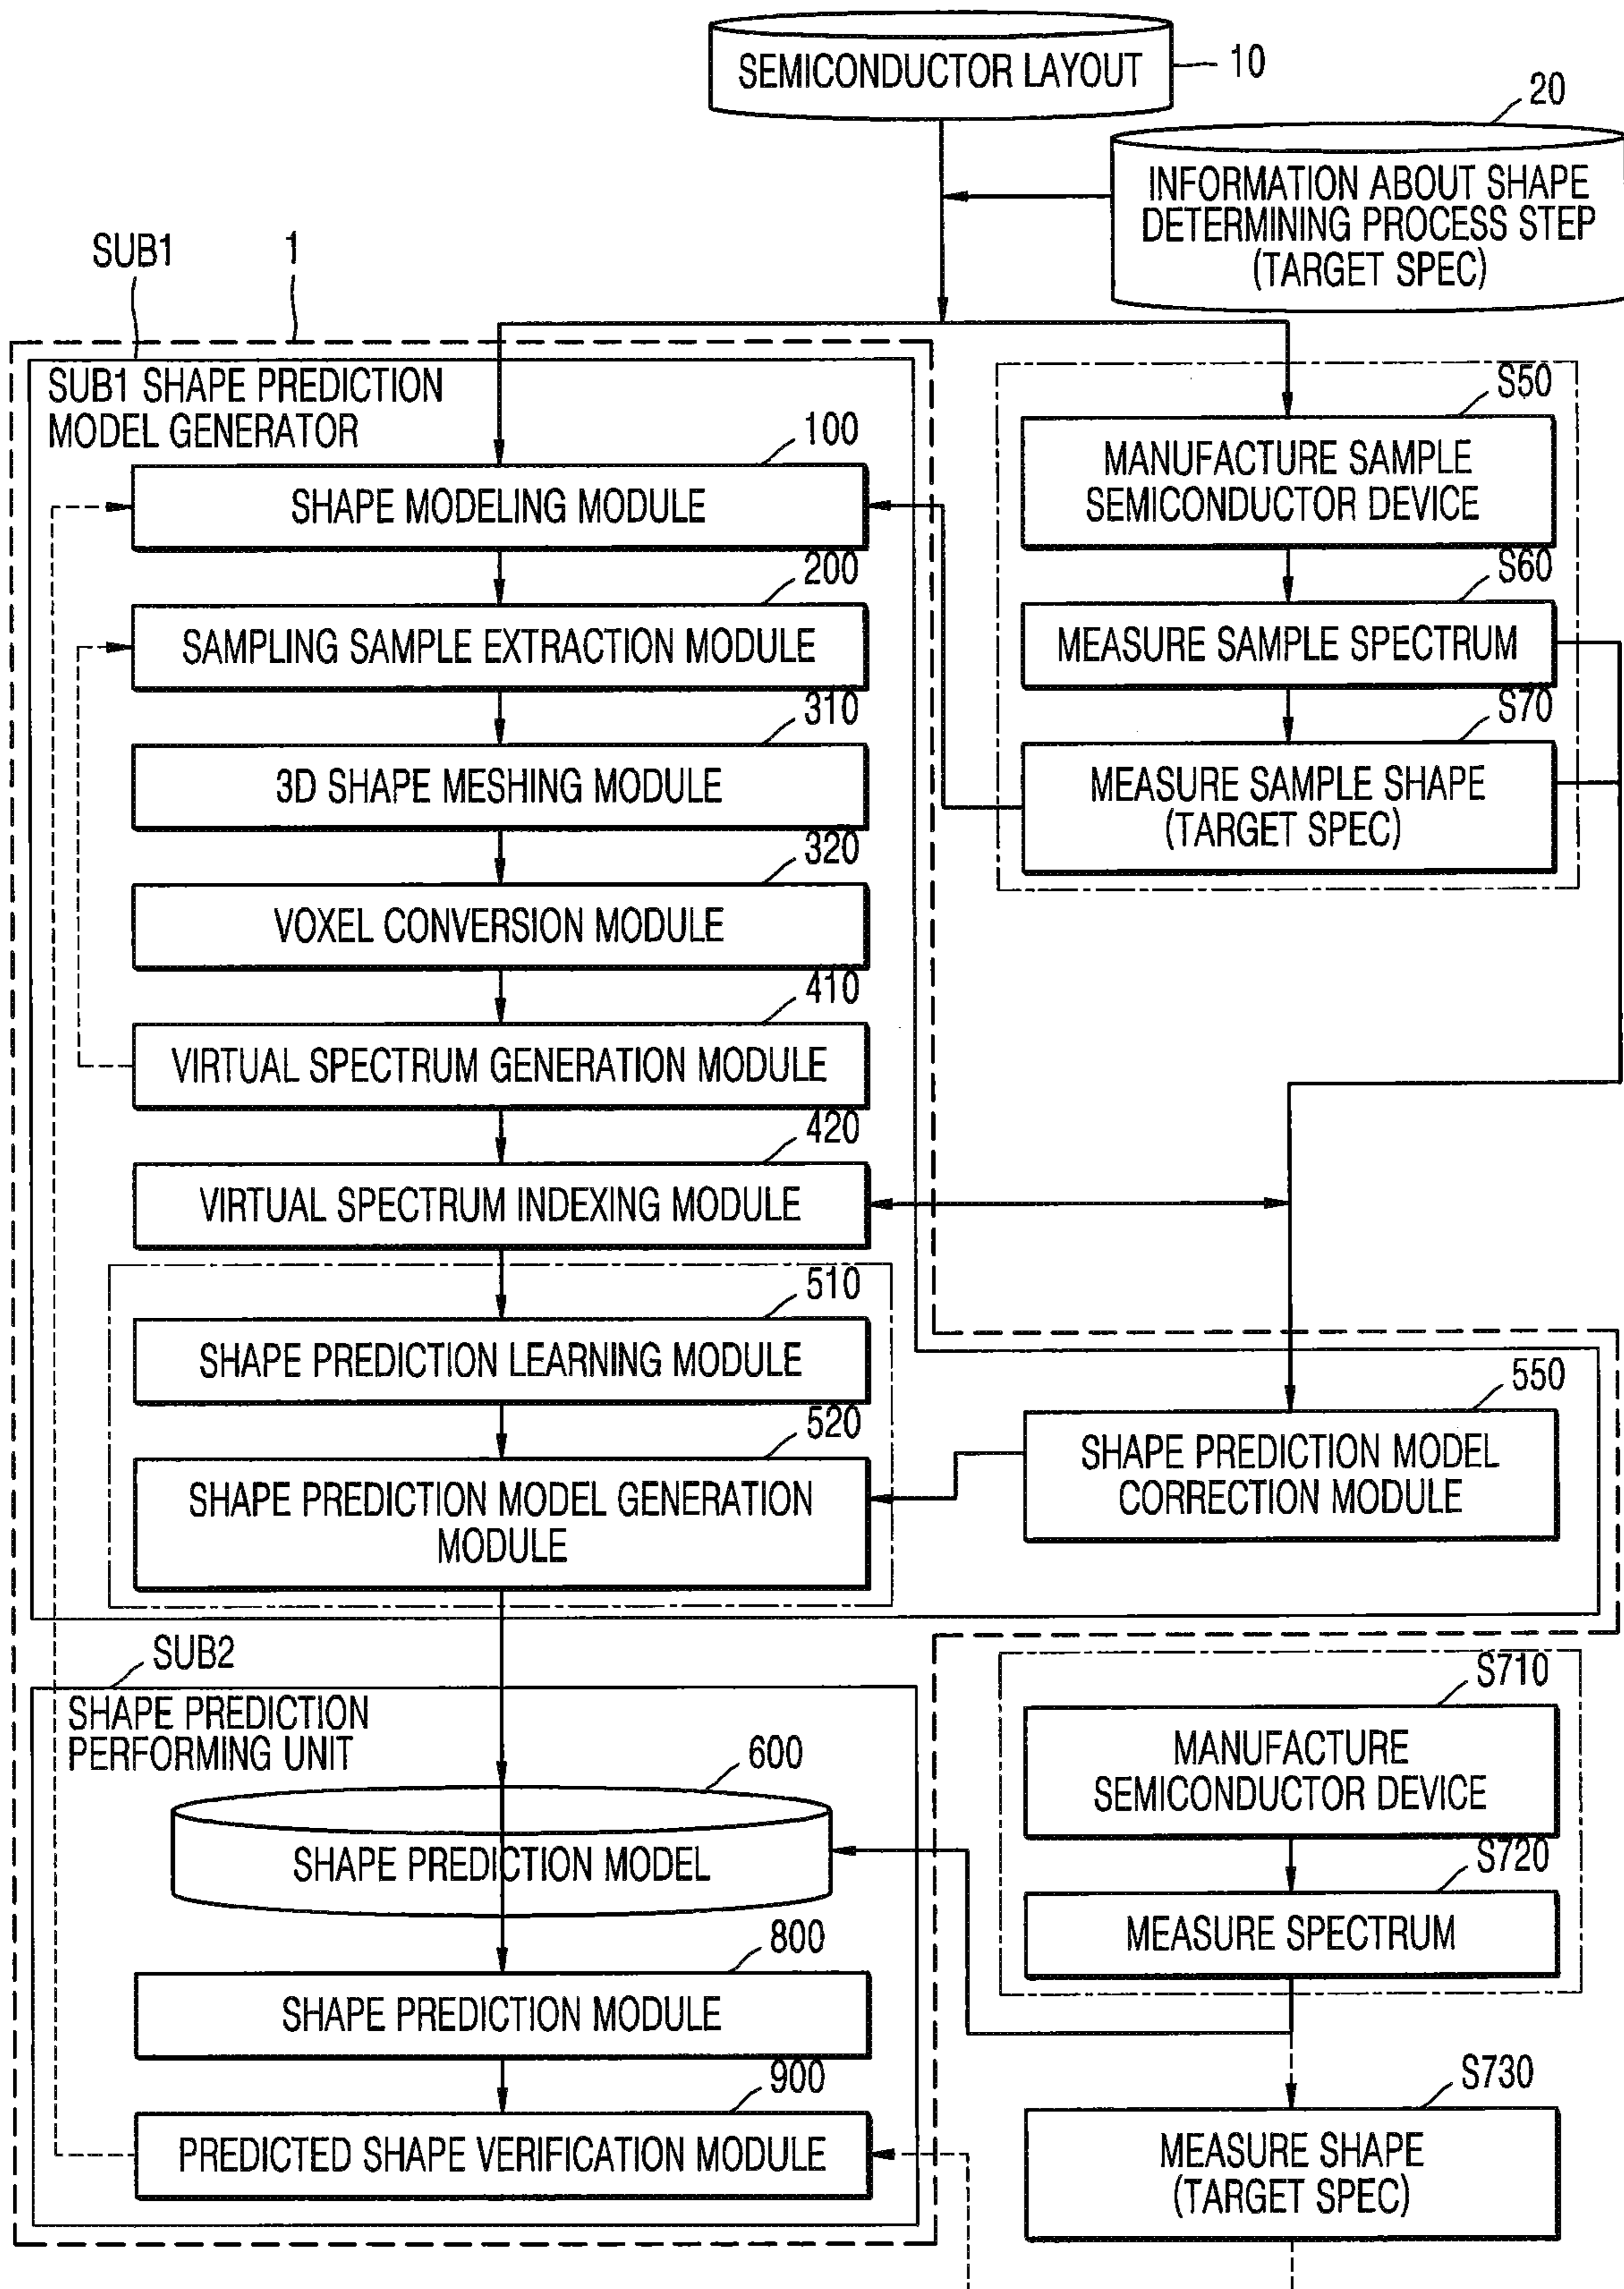 SEMICONDUCTOR LAYOUT
10
20
INFORMATION ABOUT SHAPE
DETERMINING PROCESS STEP
(TARGET SPEC)
SUB1
1
SUB1 SHAPE PREDICTION
MODEL GENERATOR
100
SHAPE MODELING MODULE
200
SAMPLING SAMPLE EXTRACTION MODULE
310
3D SHAPE MESHING MODULE
320
VOXEL CONVERSION MODULE
410
VIRTUAL SPECTRUM GENERATION MODULE
420
VIRTUAL SPECTRUM INDEXING MODULE
510
SHAPE PREDICTION LEARNING MODULE
520
SHAPE PREDICTION MODEL GENERATION
MODULE
S50
MANUFACTURE SAMPLE
SEMICONDUCTOR DEVICE
S60
MEASURE SAMPLE SPECTRUM
S70
MEASURE SAMPLE SHAPE
(TARGET SPEC)
550
SHAPE PREDICTION MODEL
CORRECTION MODULE
SUB2
SHAPE PREDICTION
PERFORMING UNIT
600
SHAPE PREDICTION MODEL
800
SHAPE PREDICTION MODULE
900
PREDICTED SHAPE VERIFICATION MODULE
S710
MANUFACTURE
SEMICONDUCTOR DEVICE
S720
MEASURE SPECTRUM
S730
MEASURE SHAPE
(TARGET SPEC)